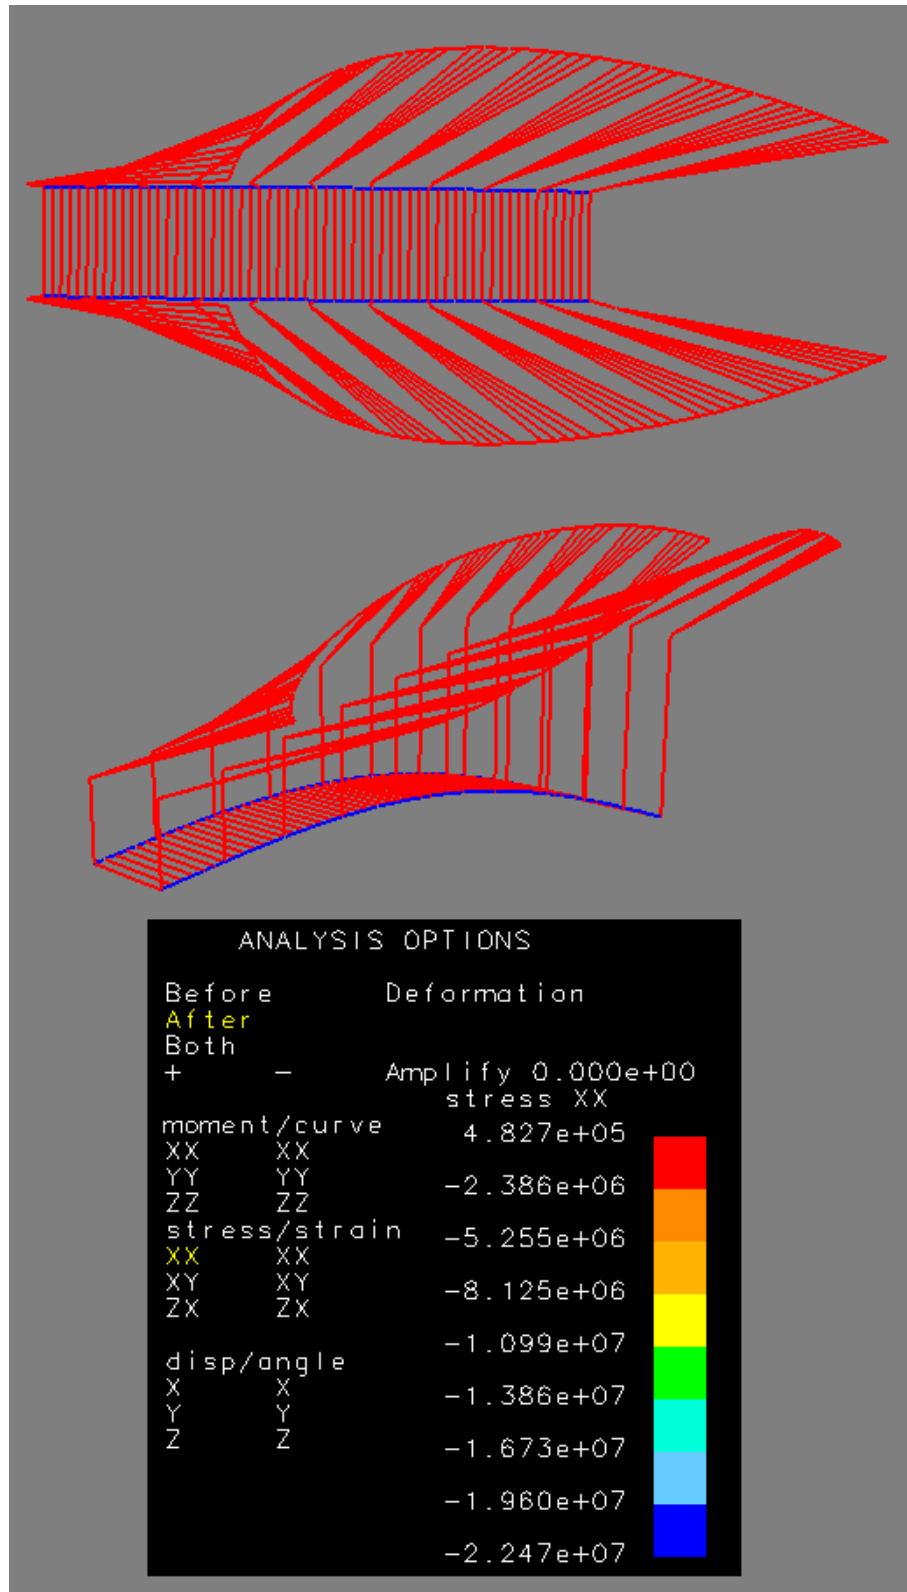 ANALYSIS OPTIONS
Before Deformation
After
Both
+ − Amplify 0.000e+00
stress XX
moment/curve 4.827e+05
XX XX
YY YY −2.386e+06
ZZ ZZ
stress/strain −5.255e+06
XX XX
XY XY −8.125e+06
ZX ZX
−1.099e+07
disp/angle
X X −1.386e+07
Y Y
Z Z −1.673e+07
−1.960e+07
−2.247e+07